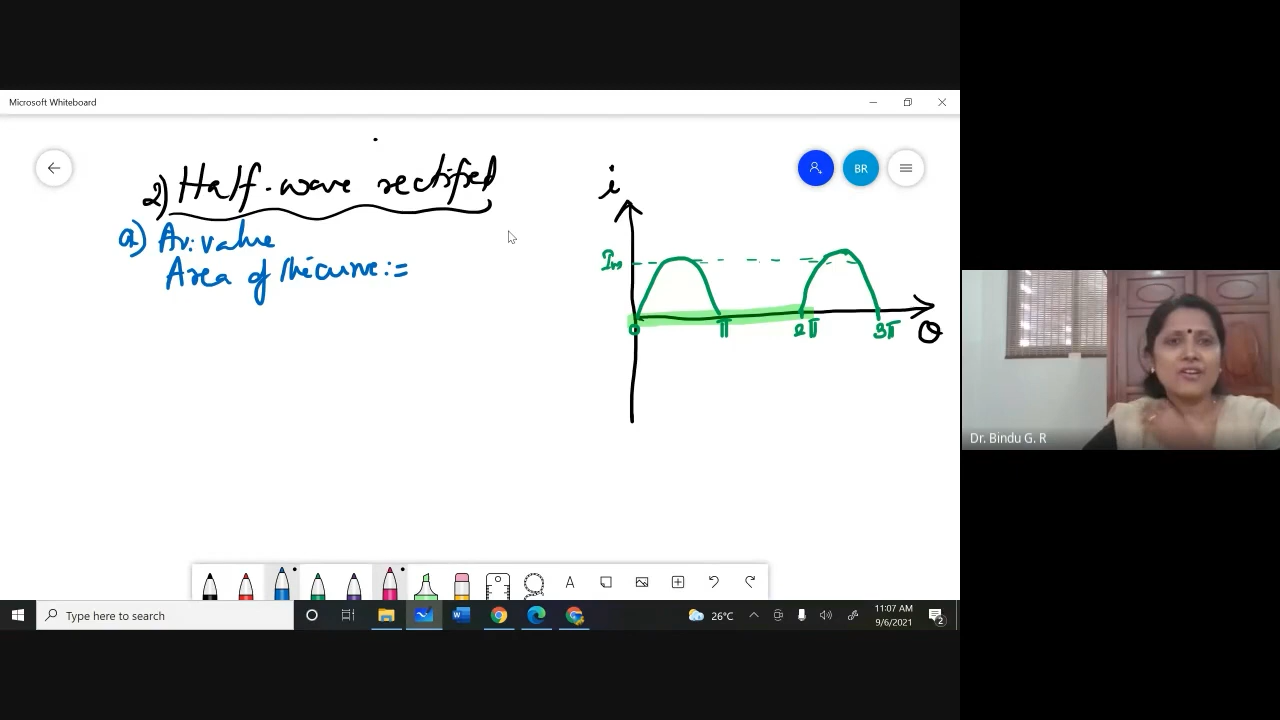 Microsoft Whiteboard
2) Half-wave rectified
a) Av. value
Area of the curve :=
i
Im
0
π
2π
3π
θ
BR
Dr. Bindu G. R
A
Type here to search
26°C
11:07 AM
9/6/2021
2